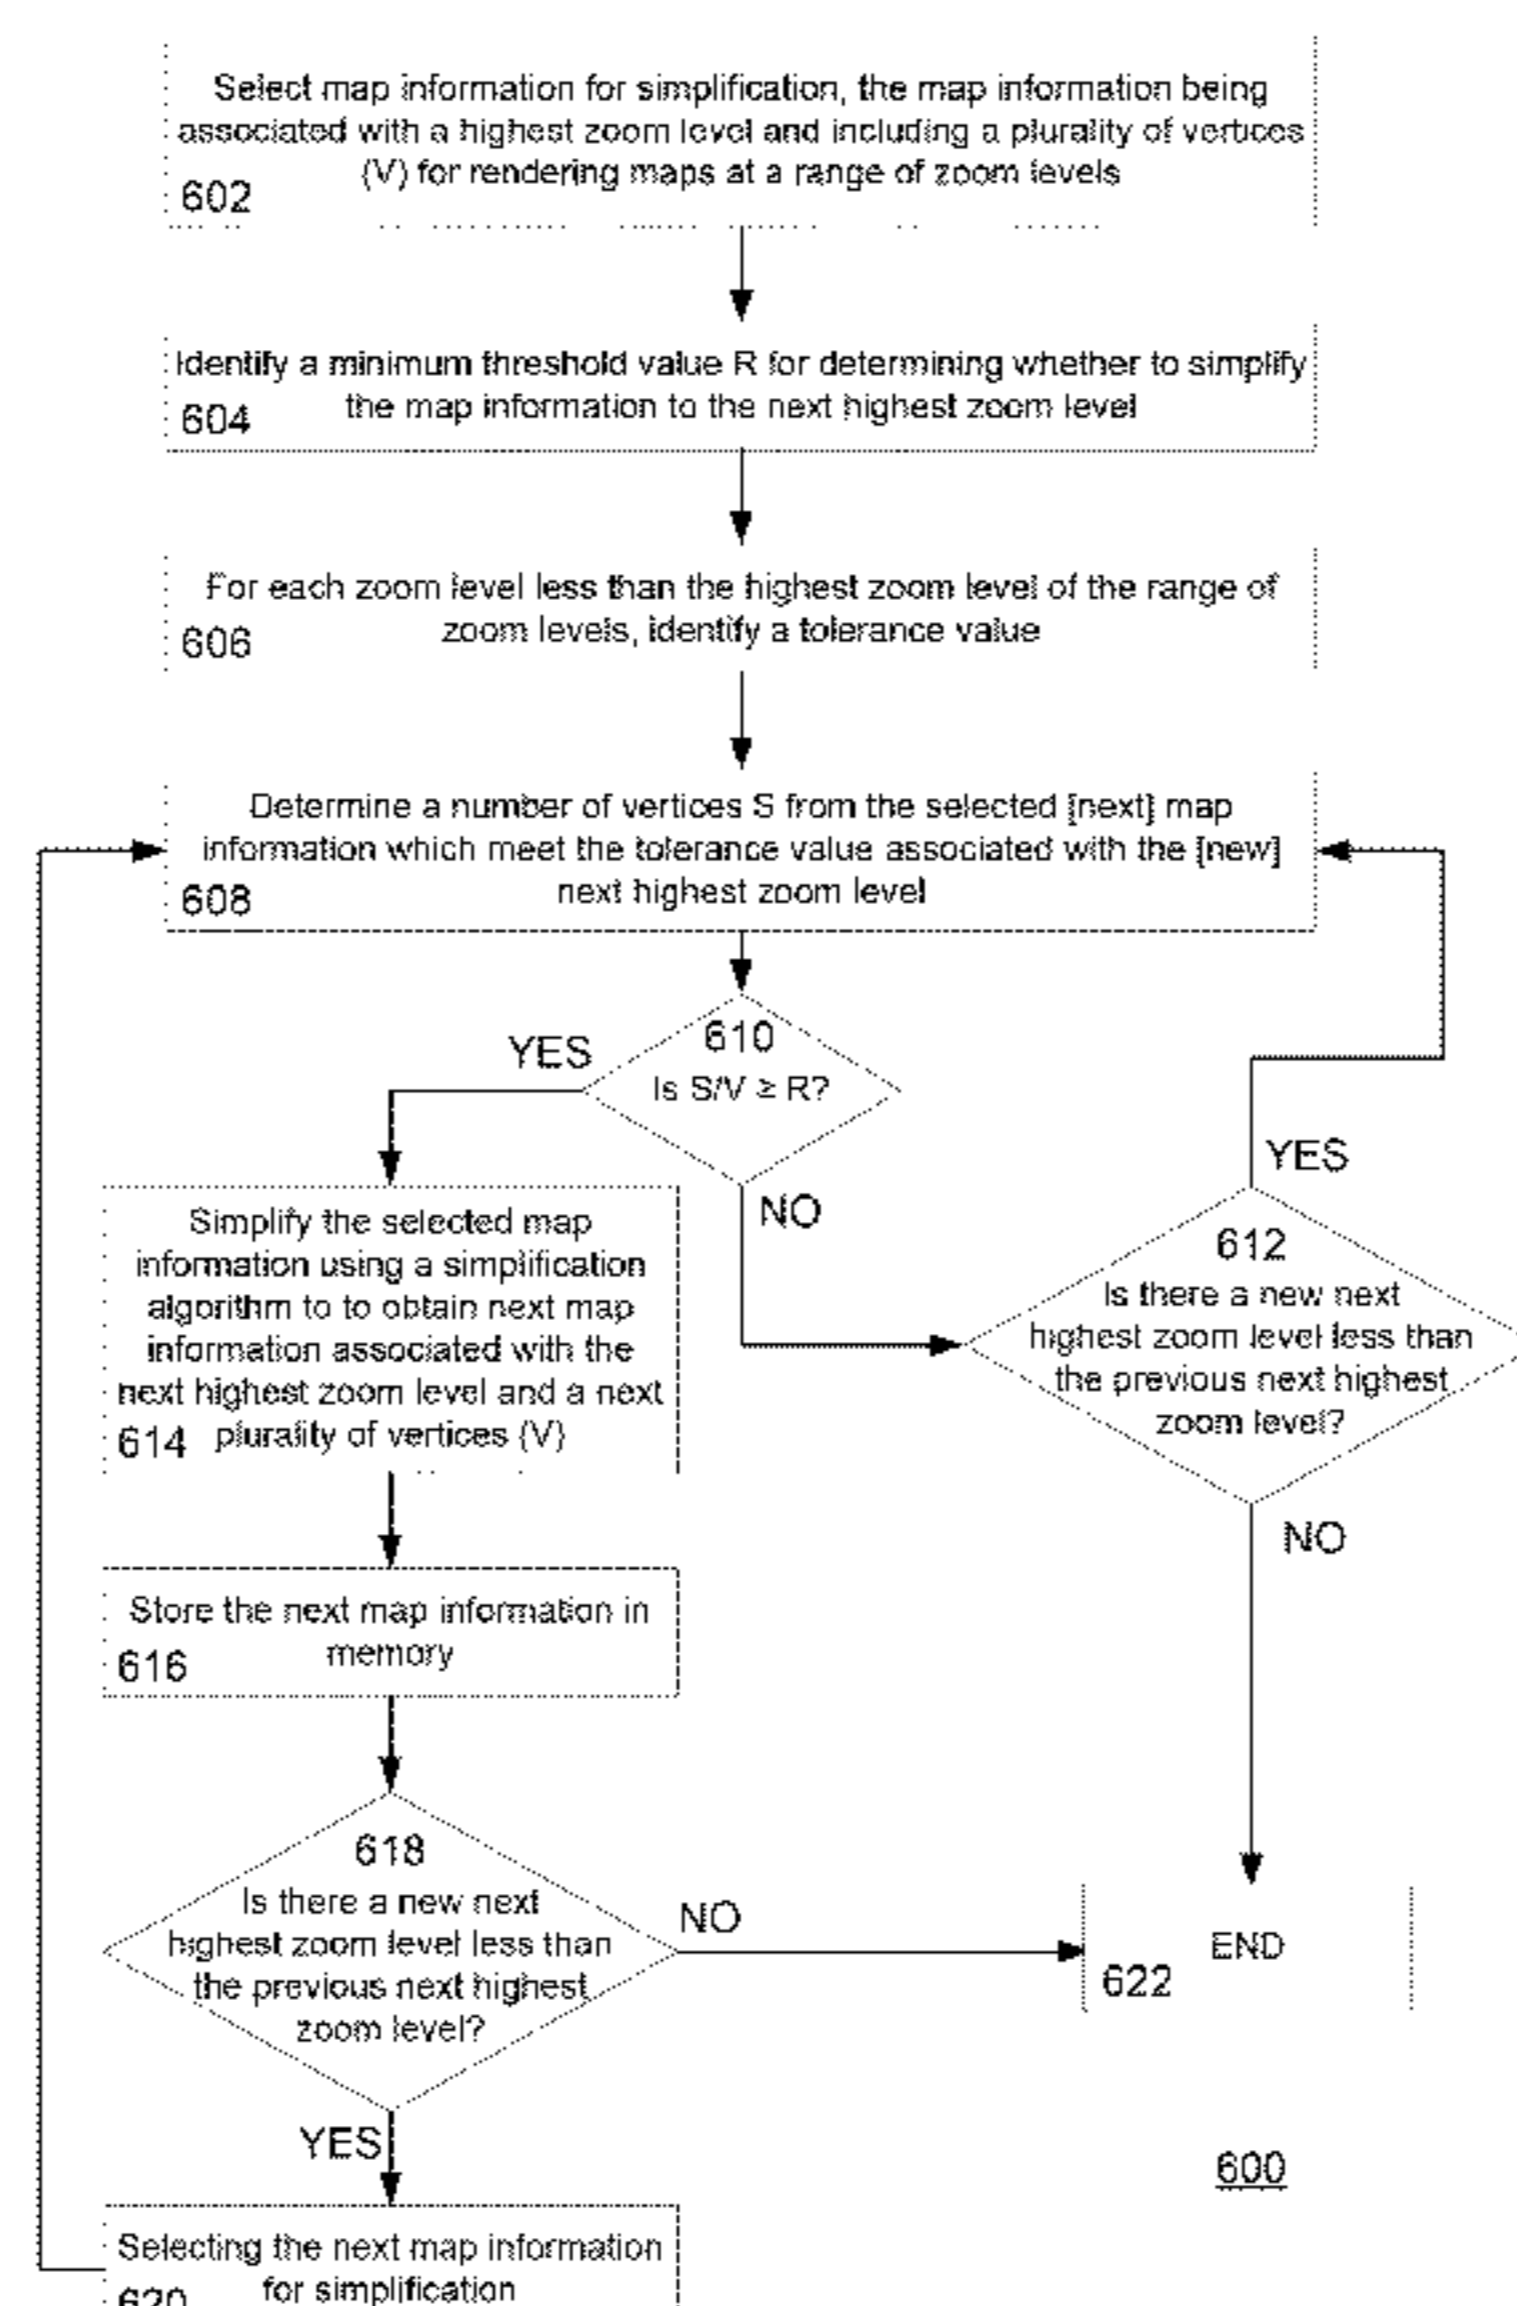 Select map information for simplification, the map information being
associated with a highest zoom level and including a plurality of vertices
(V) for rendering maps at a range of zoom levels
602
Identify a minimum threshold value R for determining whether to simplify
the map information to the next highest zoom level
604
For each zoom level less than the highest zoom level of the range of
zoom levels, identify a tolerance value
606
Determine a number of vertices S from the selected [next] map
information which meet the tolerance value associated with the [new]
next highest zoom level
608
610
Is S/V ≥ R?
YES
NO
612
Is there a new next
highest zoom level less than
the previous next highest
zoom level?
YES
NO
Simplify the selected map
information using a simplification
algorithm to to obtain next map
information associated with the
next highest zoom level and a next
plurality of vertices (V)
614
Store the next map information in
memory
616
618
Is there a new next
highest zoom level less than
the previous next highest
zoom level?
NO
YES
END
622
600
Selecting the next map information
for simplification
620